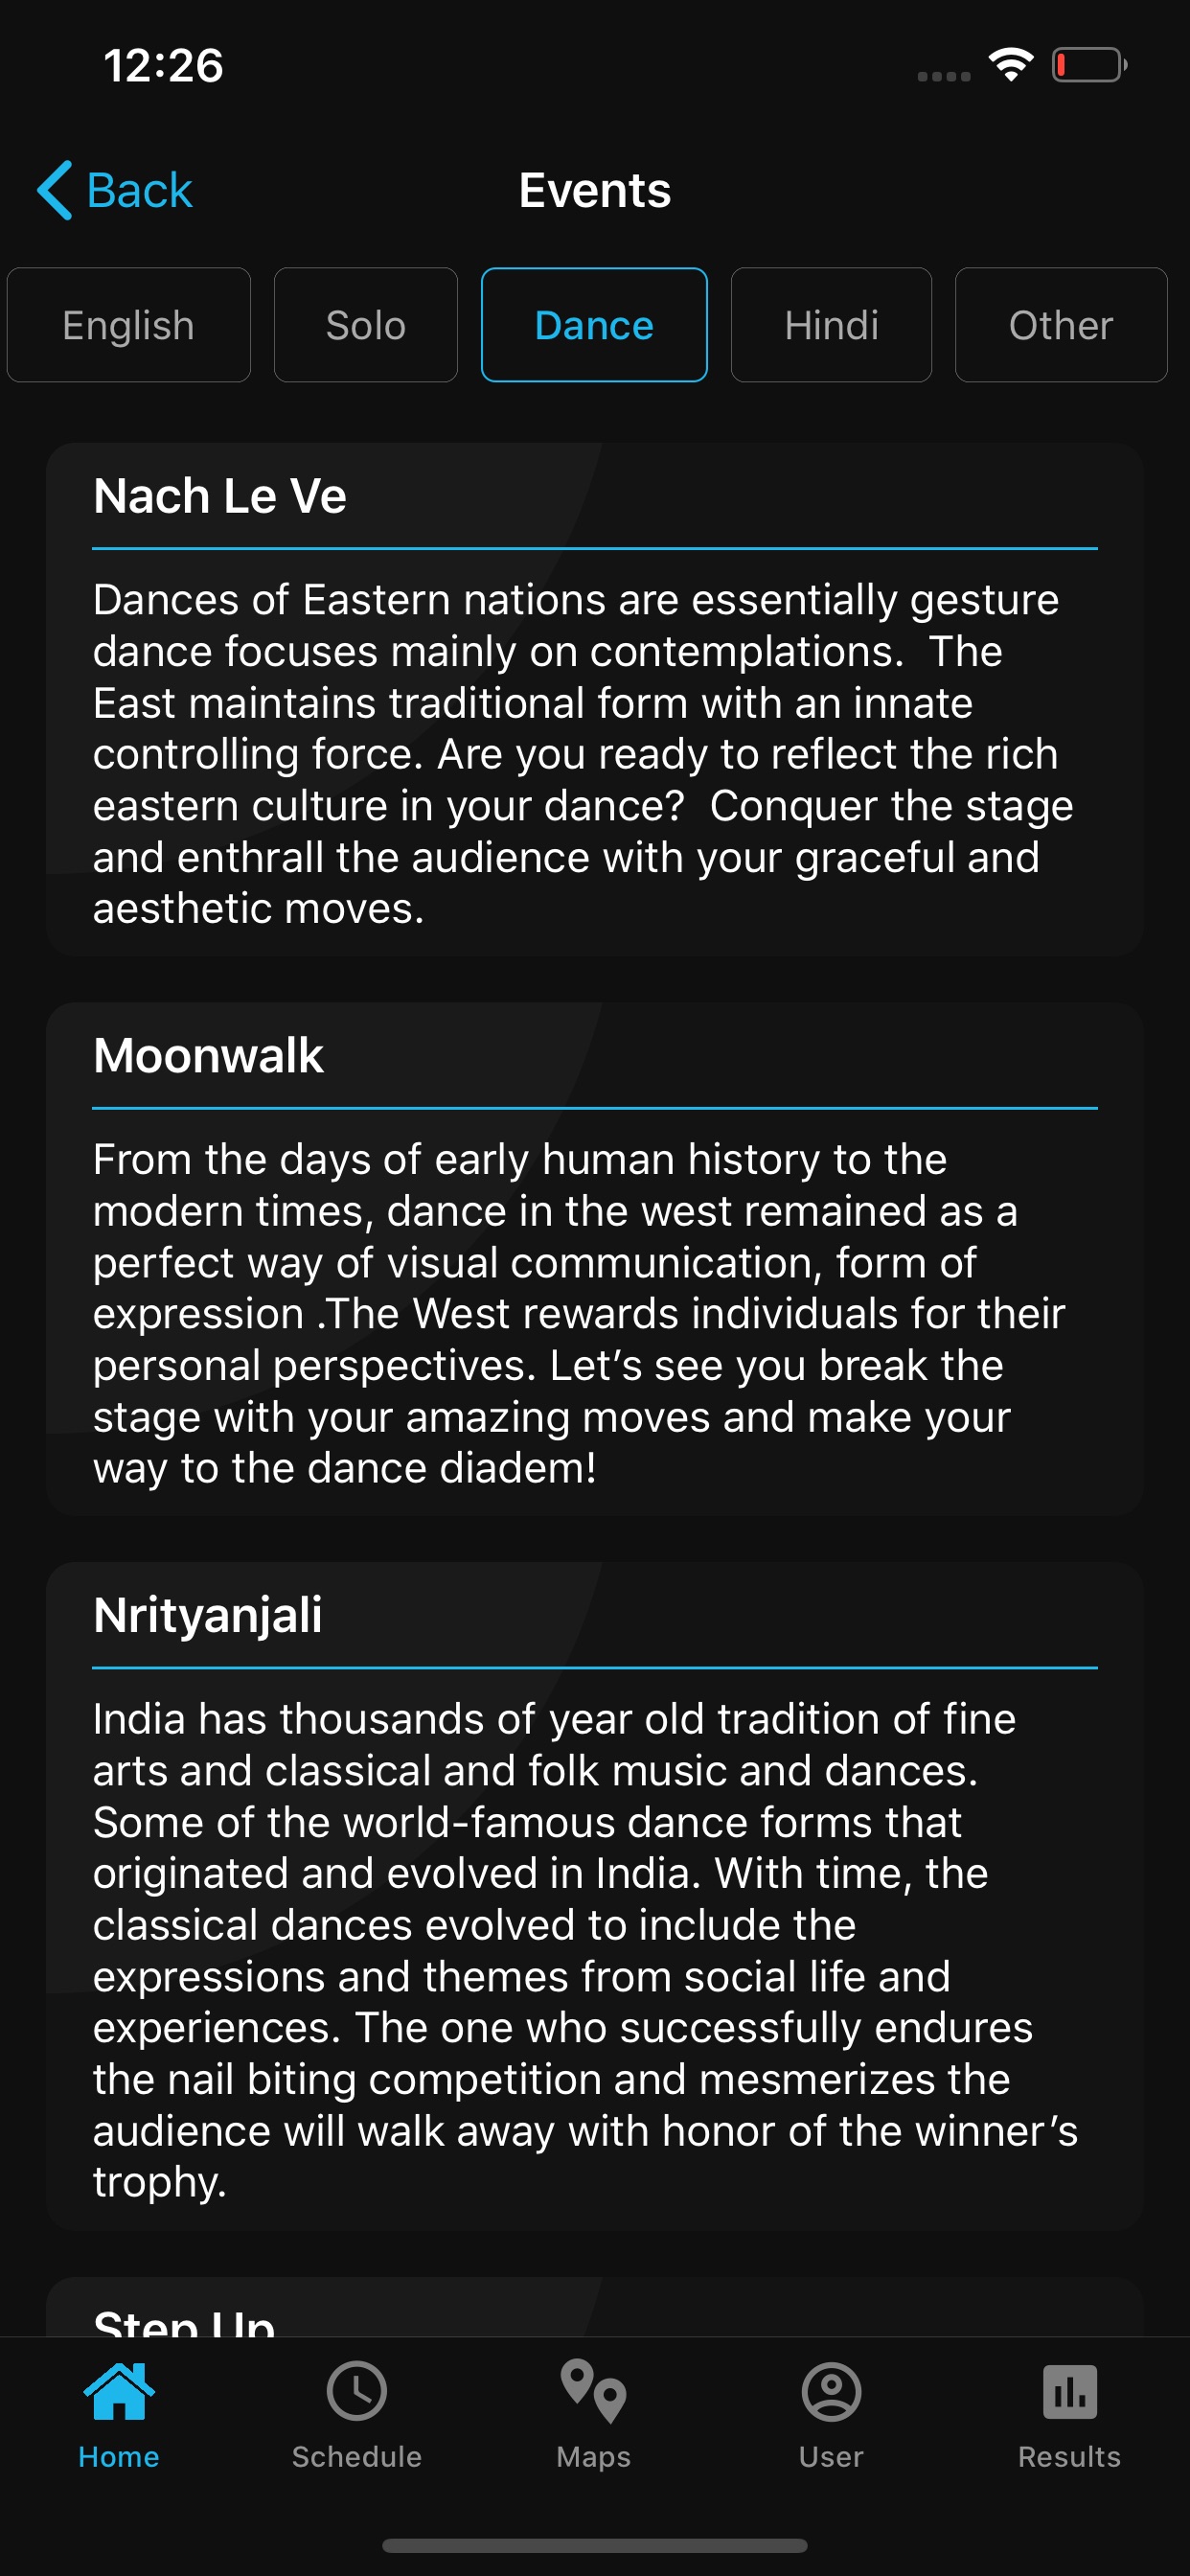 12:26
Back
Events
English
Solo
Dance
Hindi
Other
Nach Le Ve
Dances of Eastern nations are essentially gesture
dance focuses mainly on contemplations.  The
East maintains traditional form with an innate
controlling force. Are you ready to reflect the rich
eastern culture in your dance?  Conquer the stage
and enthrall the audience with your graceful and
aesthetic moves.
Moonwalk
From the days of early human history to the
modern times, dance in the west remained as a
perfect way of visual communication, form of
expression .The West rewards individuals for their
personal perspectives. Let’s see you break the
stage with your amazing moves and make your
way to the dance diadem!
Nrityanjali
India has thousands of year old tradition of fine
arts and classical and folk music and dances.
Some of the world-famous dance forms that
originated and evolved in India. With time, the
classical dances evolved to include the
expressions and themes from social life and
experiences. The one who successfully endures
the nail biting competition and mesmerizes the
audience will walk away with honor of the winner’s
trophy.
Step Up
Home
Schedule
Maps
User
Results